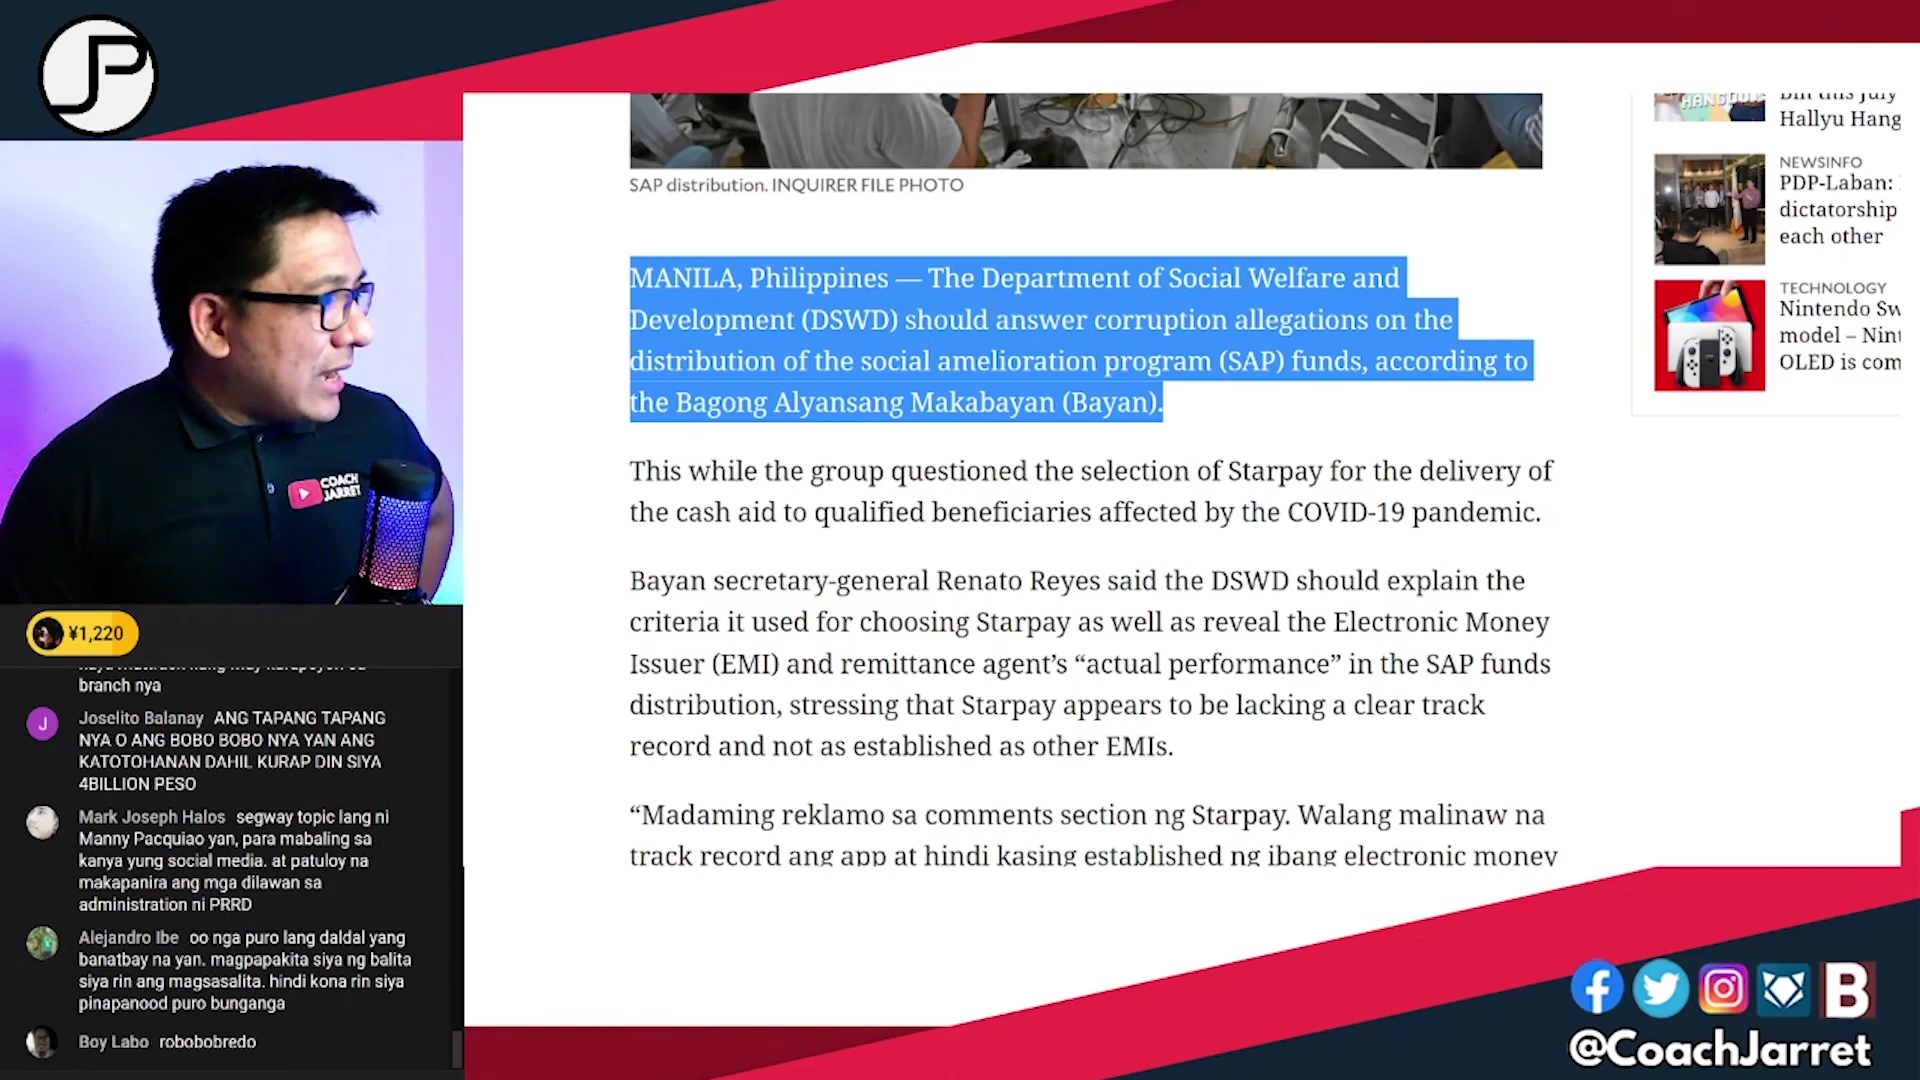 JP
SAP distribution. INQUIRER FILE PHOTO
MANILA, Philippines — The Department of Social Welfare and
Development (DSWD) should answer corruption allegations on the
distribution of the social amelioration program (SAP) funds, according to
the Bagong Alyansang Makabayan (Bayan).
This while the group questioned the selection of Starpay for the delivery of
the cash aid to qualified beneficiaries affected by the COVID-19 pandemic.
Bayan secretary-general Renato Reyes said the DSWD should explain the
criteria it used for choosing Starpay as well as reveal the Electronic Money
Issuer (EMI) and remittance agent’s “actual performance” in the SAP funds
distribution, stressing that Starpay appears to be lacking a clear track
record and not as established as other EMIs.
“Madaming reklamo sa comments section ng Starpay. Walang malinaw na
track record ang app at hindi kasing established ng ibang electronic money
HANGOUT
Hallyu Hang
NEWSINFO
PDP-Laban:
dictatorship
each other
TECHNOLOGY
Nintendo Sw
model – Nin
OLED is com
COACH
JARRET
¥1,220
branch nya
J
Joselito Balanay ANG TAPANG TAPANG
NYA O ANG BOBO BOBO NYA YAN ANG
KATOTOHANAN DAHIL KURAP DIN SIYA
4BILLION PESO
Mark Joseph Halos segway topic lang ni
Manny Pacquiao yan, para mabaling sa
kanya yung social media. at patuloy na
makapanira ang mga dilawan sa
administration ni PRRD
Alejandro Ibe oo nga puro lang daldal yang
banatbay na yan. magpapakita siya ng balita
siya rin ang magsasalita. hindi kona rin siya
pinapanood puro bunganga
Boy Labo robobobredo
B
@CoachJarret